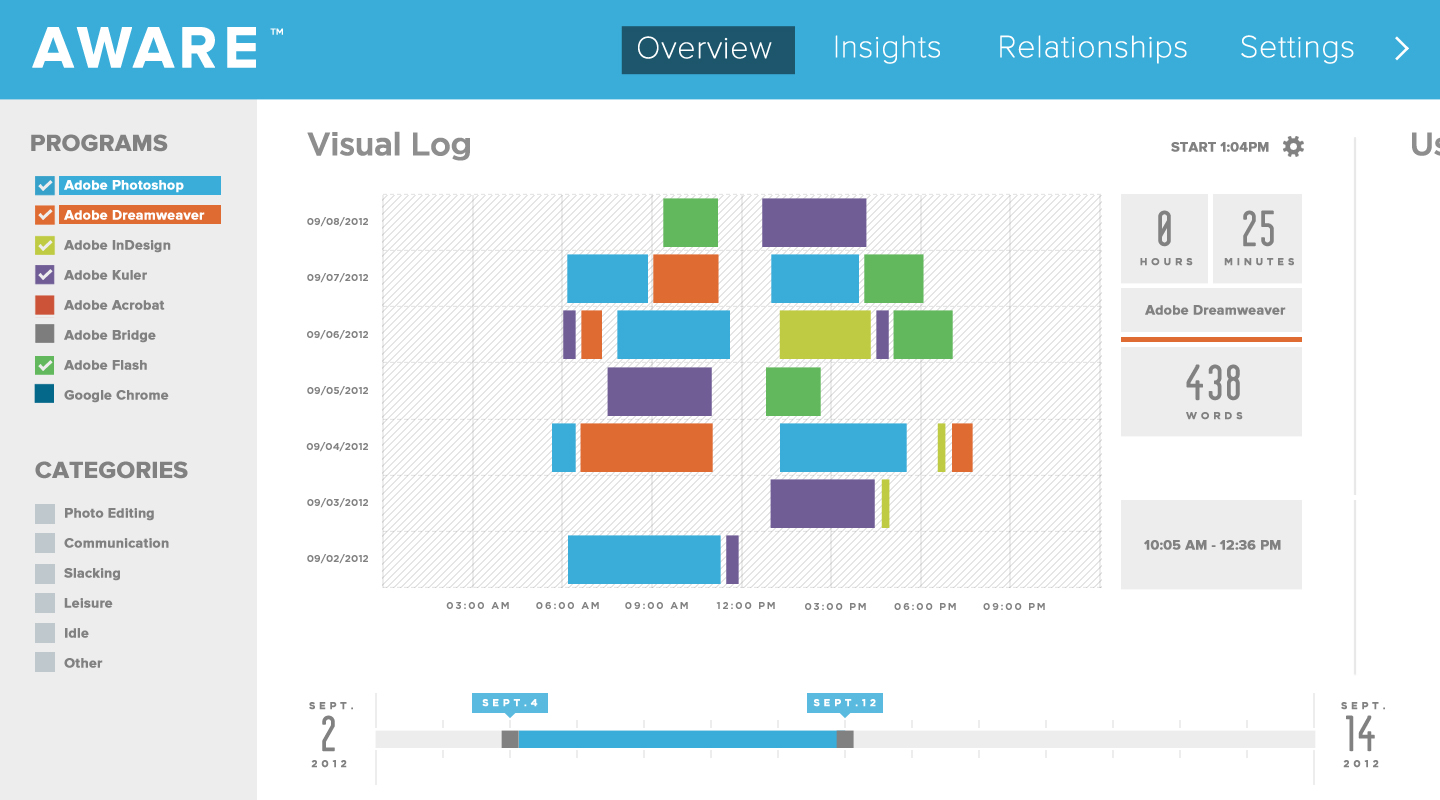 AWARE ™
Overview
Insights
Relationships
Settings
PROGRAMS
Adobe Photoshop
Adobe Dreamweaver
Adobe InDesign
Adobe Kuler
Adobe Acrobat
Adobe Bridge
Adobe Flash
Google Chrome
CATEGORIES
Photo Editing
Communication
Slacking
Leisure
Idle
Other
Visual Log
START 1:04PM
09/08/2012
09/07/2012
09/06/2012
09/05/2012
09/04/2012
09/03/2012
09/02/2012
03:00 AM 06:00 AM 09:00 AM 12:00 PM 03:00 PM 06:00 PM 09:00 PM
0
HOURS
25
MINUTES
Adobe Dreamweaver
438
WORDS
10:05 AM - 12:36 PM
Us
SEPT.
2
2012
SEPT.4
SEPT.12
SEPT.
14
2012